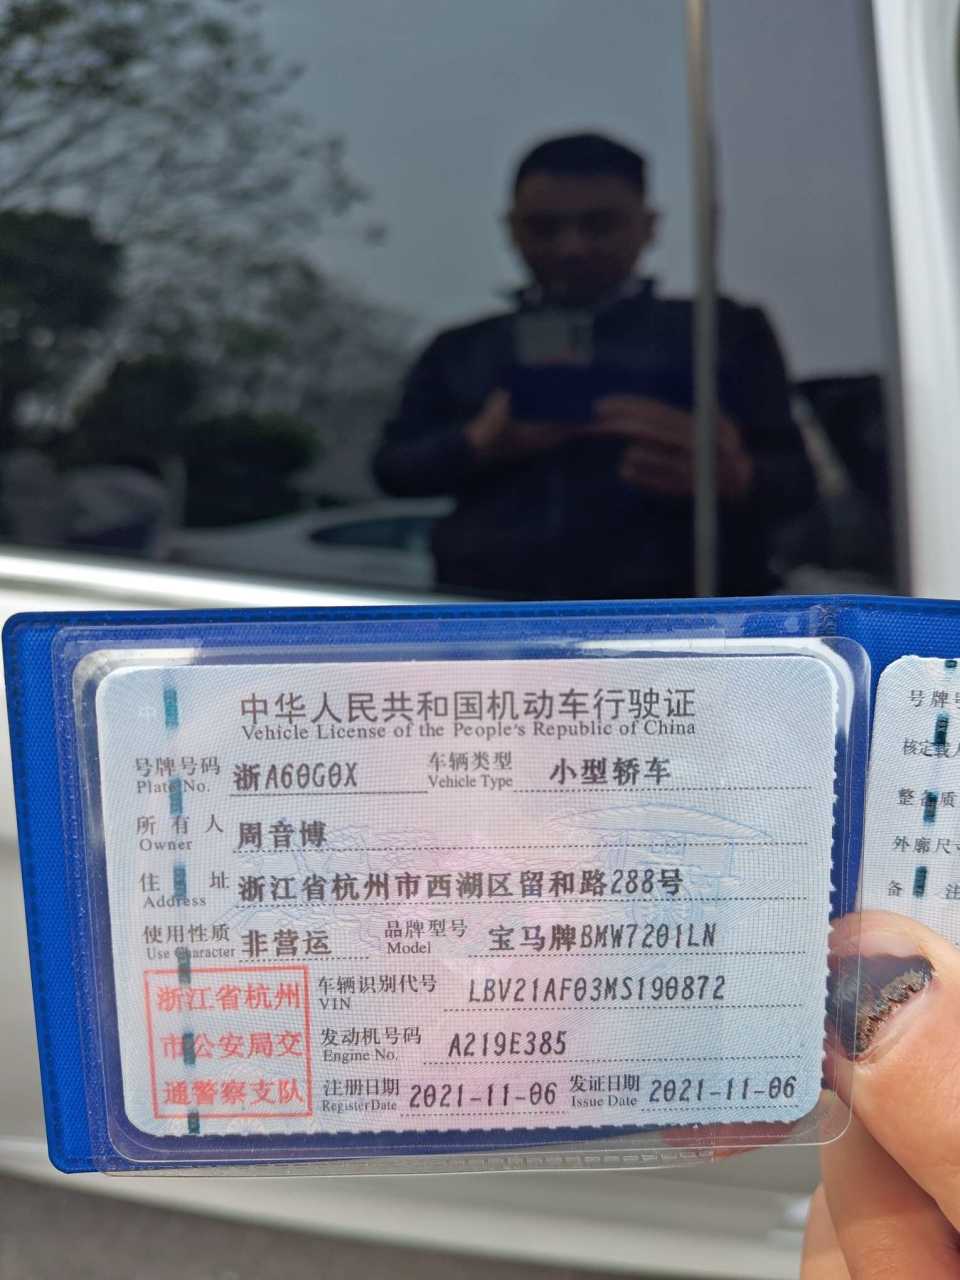 中华人民共和国机动车行驶证
Vehicle License of the People's Republic of China
号牌号码 浙A60G0X 车辆类型 小型轿车
Plate No. Vehicle Type
所有人 周音博
Owner
住址 浙江省杭州市西湖区留和路288号
Address
使用性质 非营运 品牌型号 宝马牌BMW7201LN
Use Character Model
浙江省杭州
市公安局交
通警察支队
车辆识别代号 LBV21AF03MS190872
VIN
发动机号码 A219E385
Engine No.
注册日期 2021-11-06 发证日期 2021-11-06
Register Date Issue Date
号牌号
核定载人
整备质
外廓尺寸
备注